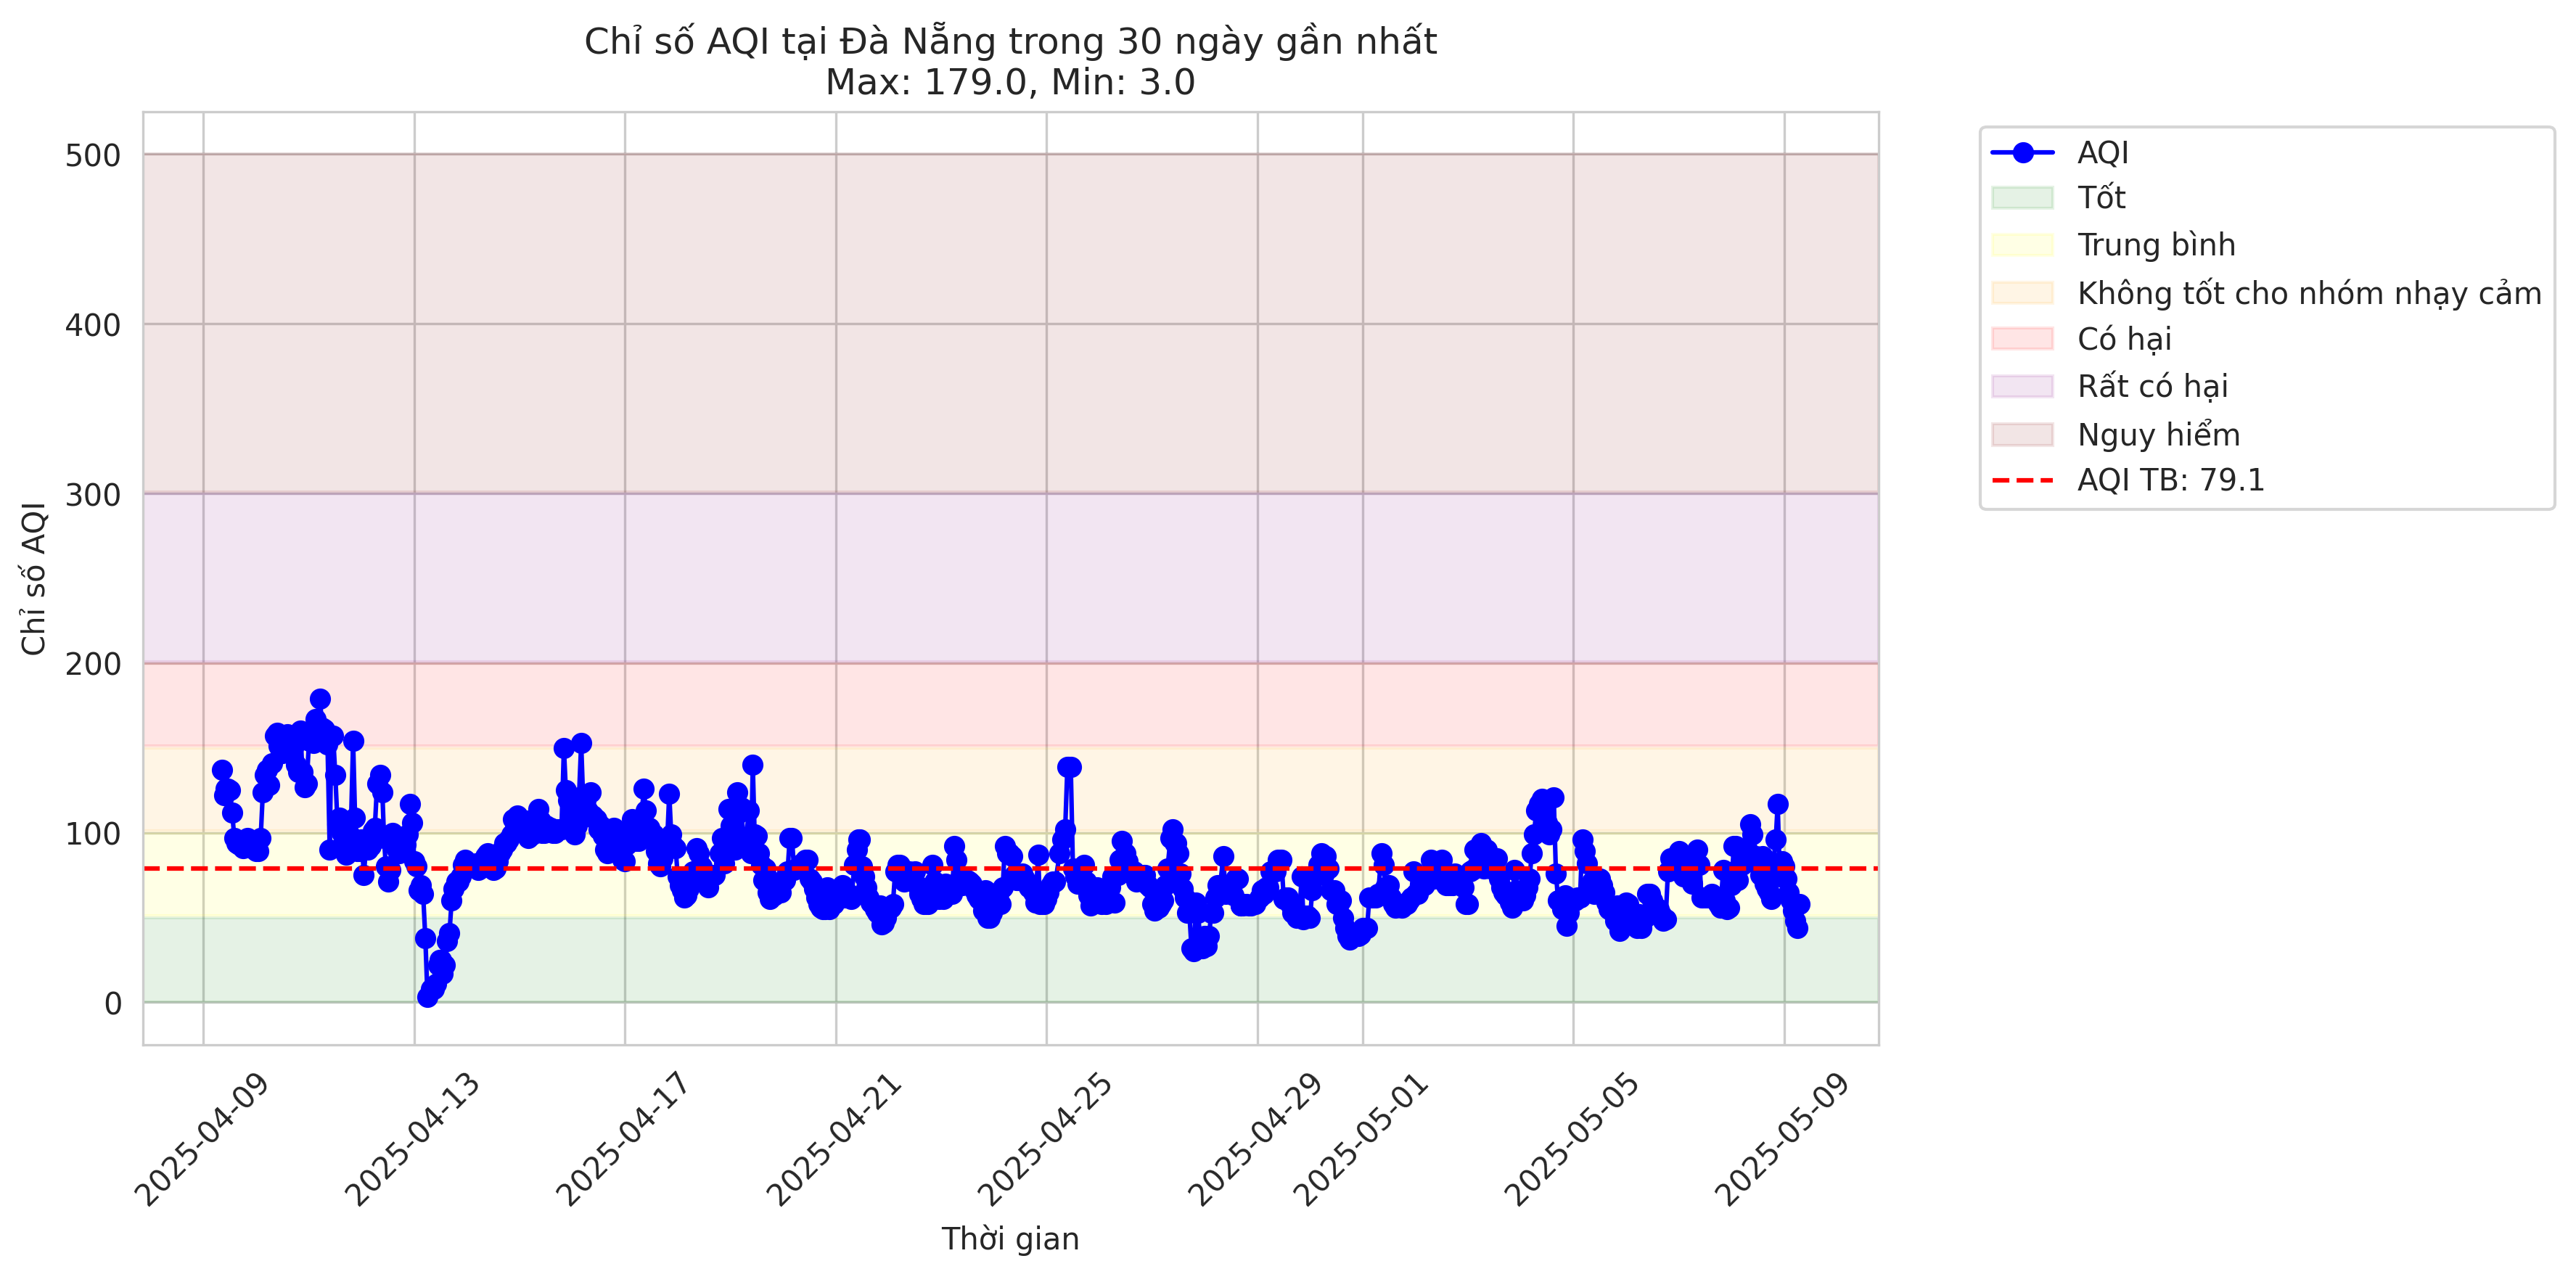 Chỉ số AQI tại Đà Nẵng trong 30 ngày gần nhất
Max: 179.0, Min: 3.0
Chỉ số AQI
500
400
300
200
100
0
2025-04-09
2025-04-13
2025-04-17
2025-04-21
2025-04-25
2025-04-29
2025-05-01
2025-05-05
2025-05-09
Thời gian
AQI
Tốt
Trung bình
Không tốt cho nhóm nhạy cảm
Có hại
Rất có hại
Nguy hiểm
AQI TB: 79.1